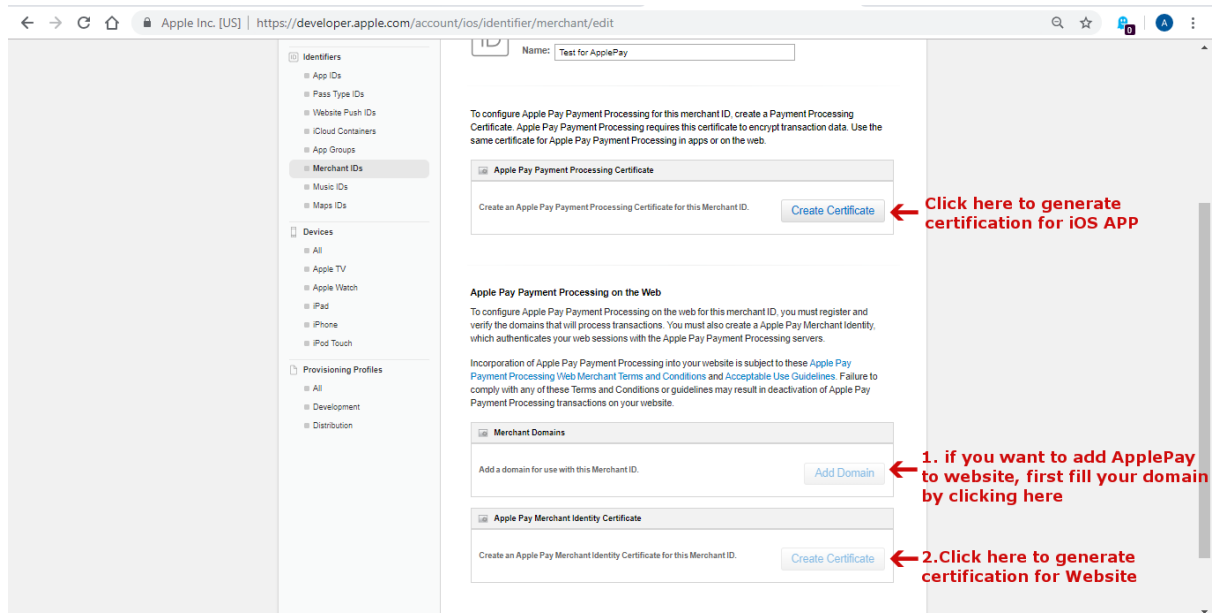 Apple Inc. [US] | https://developer.apple.com/account/ios/identifier/merchant/edit
0
A
ID
Name: Test for ApplePay
ID Identifiers
App IDs
Pass Type IDs
Website Push IDs
iCloud Containers
App Groups
Merchant IDs
Music IDs
Maps IDs
Devices
All
Apple TV
Apple Watch
iPad
iPhone
iPod Touch
Provisioning Profiles
All
Development
Distribution
To configure Apple Pay Payment Processing for this merchant ID, create a Payment Processing
Certificate. Apple Pay Payment Processing requires this certificate to encrypt transaction data. Use the
same certificate for Apple Pay Payment Processing in apps or on the web.
Apple Pay Payment Processing Certificate
Create an Apple Pay Payment Processing Certificate for this Merchant ID.
Create Certificate
Click here to generate
certification for iOS APP
Apple Pay Payment Processing on the Web
To configure Apple Pay Payment Processing on the web for this merchant ID, you must register and
verify the domains that will process transactions. You must also create a Apple Pay Merchant Identity,
which authenticates your web sessions with the Apple Pay Payment Processing servers.
Incorporation of Apple Pay Payment Processing into your website is subject to these Apple Pay
Payment Processing Web Merchant Terms and Conditions and Acceptable Use Guidelines. Failure to
comply with any of these Terms and Conditions or guidelines may result in deactivation of Apple Pay
Payment Processing transactions on your website.
Merchant Domains
Add a domain for use with this Merchant ID.
Add Domain
1. if you want to add ApplePay
to website, first fill your domain
by clicking here
Apple Pay Merchant Identity Certificate
Create an Apple Pay Merchant Identity Certificate for this Merchant ID.
Create Certificate
2.Click here to generate
certification for Website